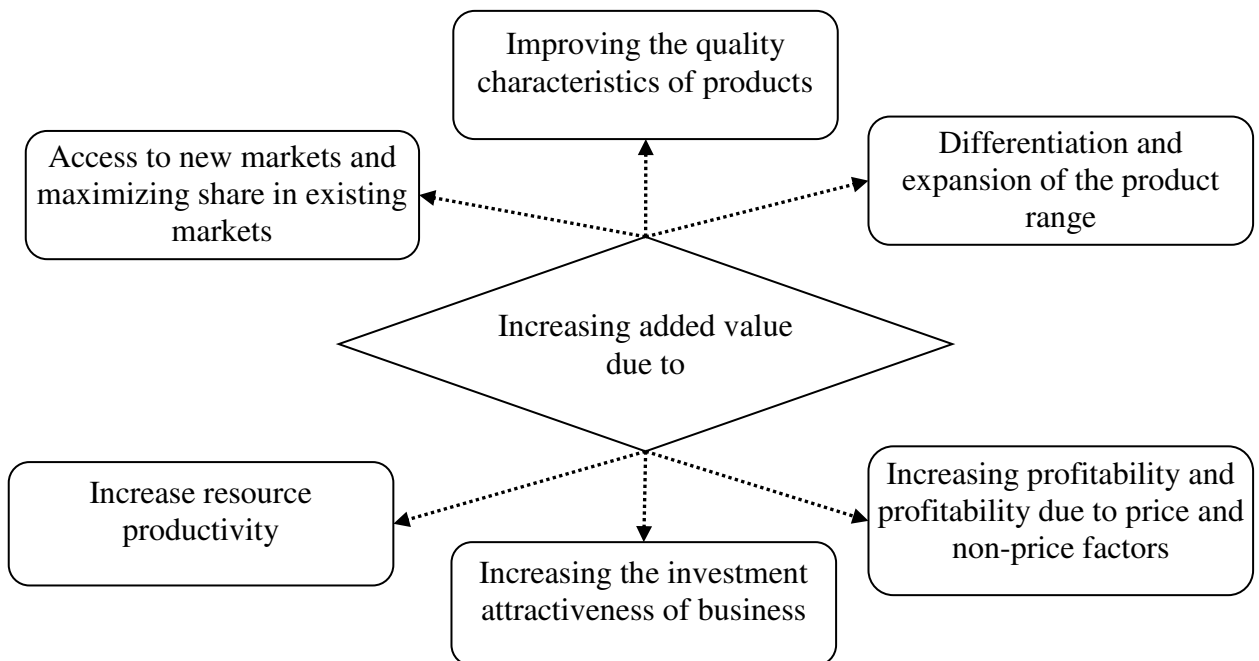 Improving the quality
characteristics of products
Access to new markets and
maximizing share in existing
markets
Differentiation and
expansion of the product
range
Increasing added value
due to
Increase resource
productivity
Increasing the investment
attractiveness of business
Increasing profitability and
profitability due to price and
non-price factors